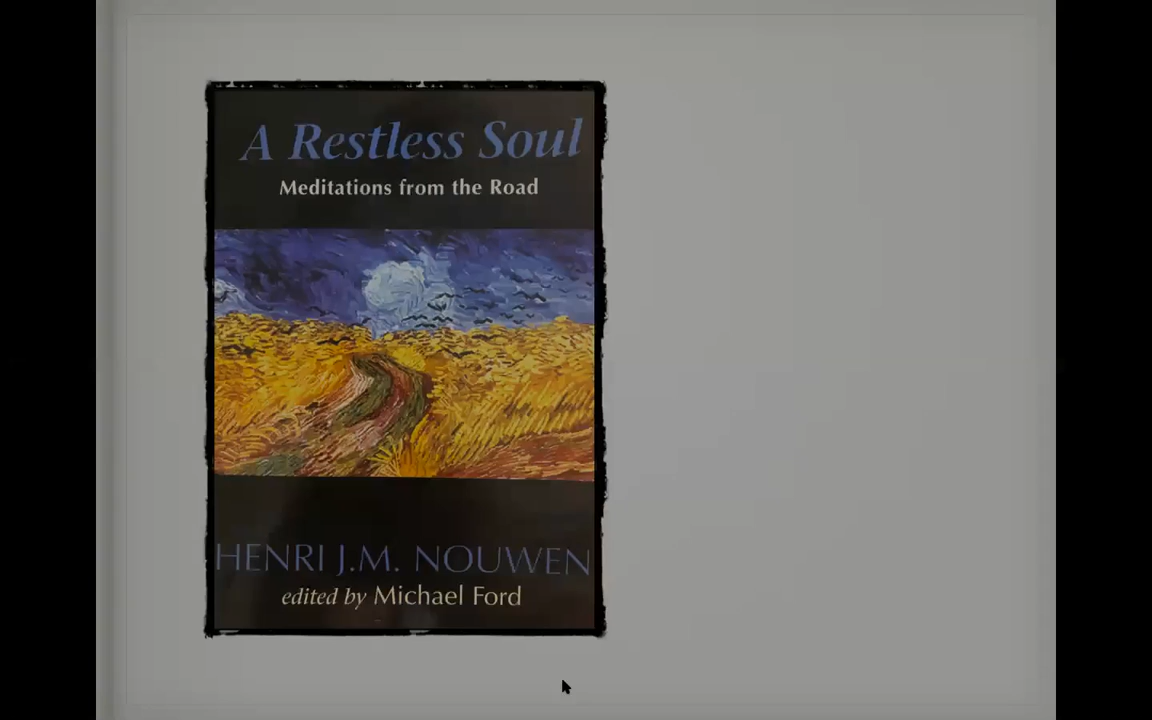 A Restless Soul
Meditations from the Road
HENRI J.M. NOUWEN
edited by Michael Ford